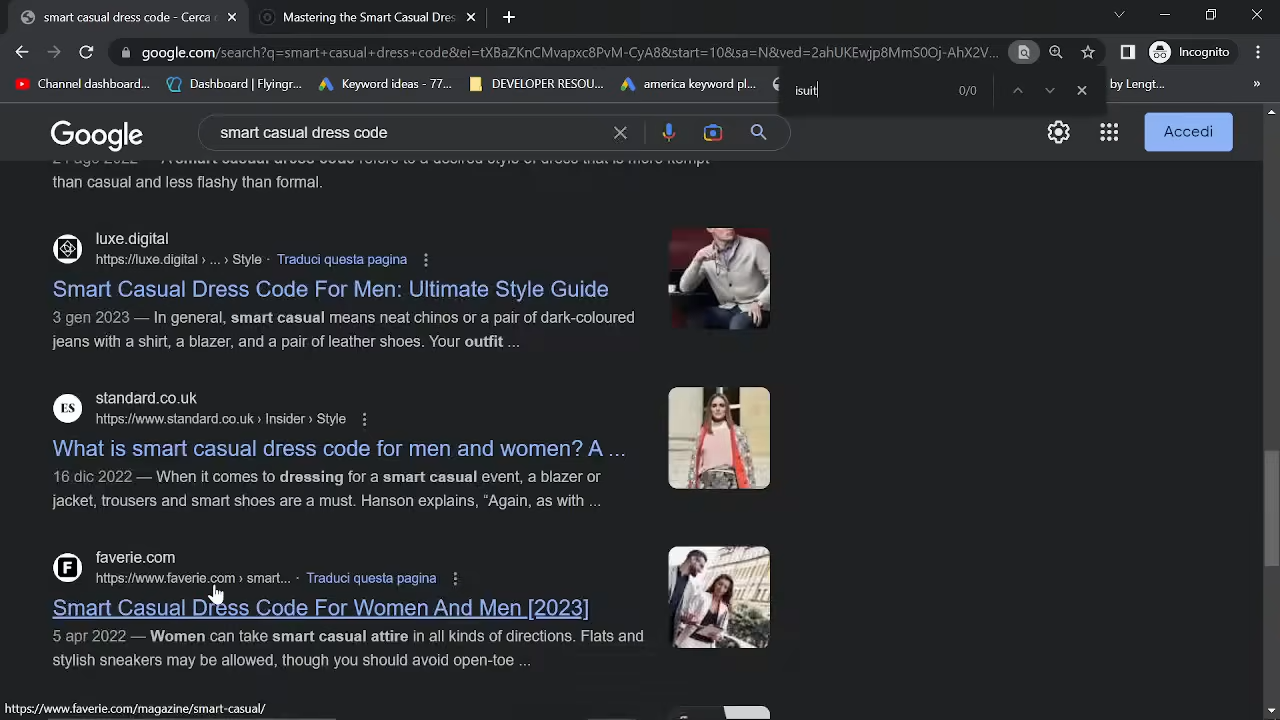 smart casual dress code - Cerca c
Mastering the Smart Casual Dres
google.com/search?q=smart+casual+dress+code&ei=tXBaZKnCMvapxc8PvM-CyA8&start=10&sa=N&ved=2ahUKEwjp8MmS0Oj-AhX2V...
Incognito
Channel dashboard...
Dashboard | Flyingr...
Keyword ideas - 77...
DEVELOPER RESOU...
america keyword pl...
by Lengt...
»
isuit
0/0
Google
smart casual dress code
Accedi
24 ago 2022 — A smart casual dress code refers to a desired style of dress that is more kempt
than casual and less flashy than formal.
luxe.digital
https://luxe.digital › ... › Style · Traduci questa pagina
Smart Casual Dress Code For Men: Ultimate Style Guide
3 gen 2023 — In general, smart casual means neat chinos or a pair of dark-coloured
jeans with a shirt, a blazer, and a pair of leather shoes. Your outfit ...
ES
standard.co.uk
https://www.standard.co.uk › Insider › Style
What is smart casual dress code for men and women? A ...
16 dic 2022 — When it comes to dressing for a smart casual event, a blazer or
jacket, trousers and smart shoes are a must. Hanson explains, “Again, as with ...
F
faverie.com
https://www.faverie.com › smart... · Traduci questa pagina
Smart Casual Dress Code For Women And Men [2023]
5 apr 2022 — Women can take smart casual attire in all kinds of directions. Flats and
stylish sneakers may be allowed, though you should avoid open-toe ...
https://www.faverie.com/magazine/smart-casual/